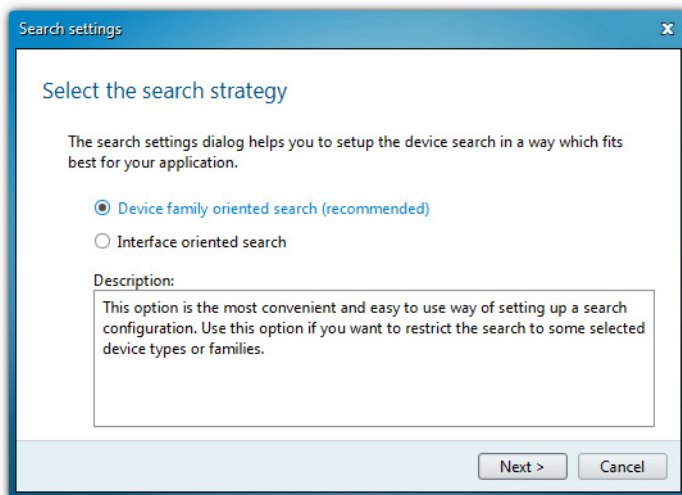 Search settings
Select the search strategy
The search settings dialog helps you to setup the device search in a way which fits
best for your application.
Device family oriented search (recommended)
Interface oriented search
Description:
This option is the most convenient and easy to use way of setting up a search
configuration. Use this option if you want to restrict the search to some selected
device types or families.
Next >
Cancel